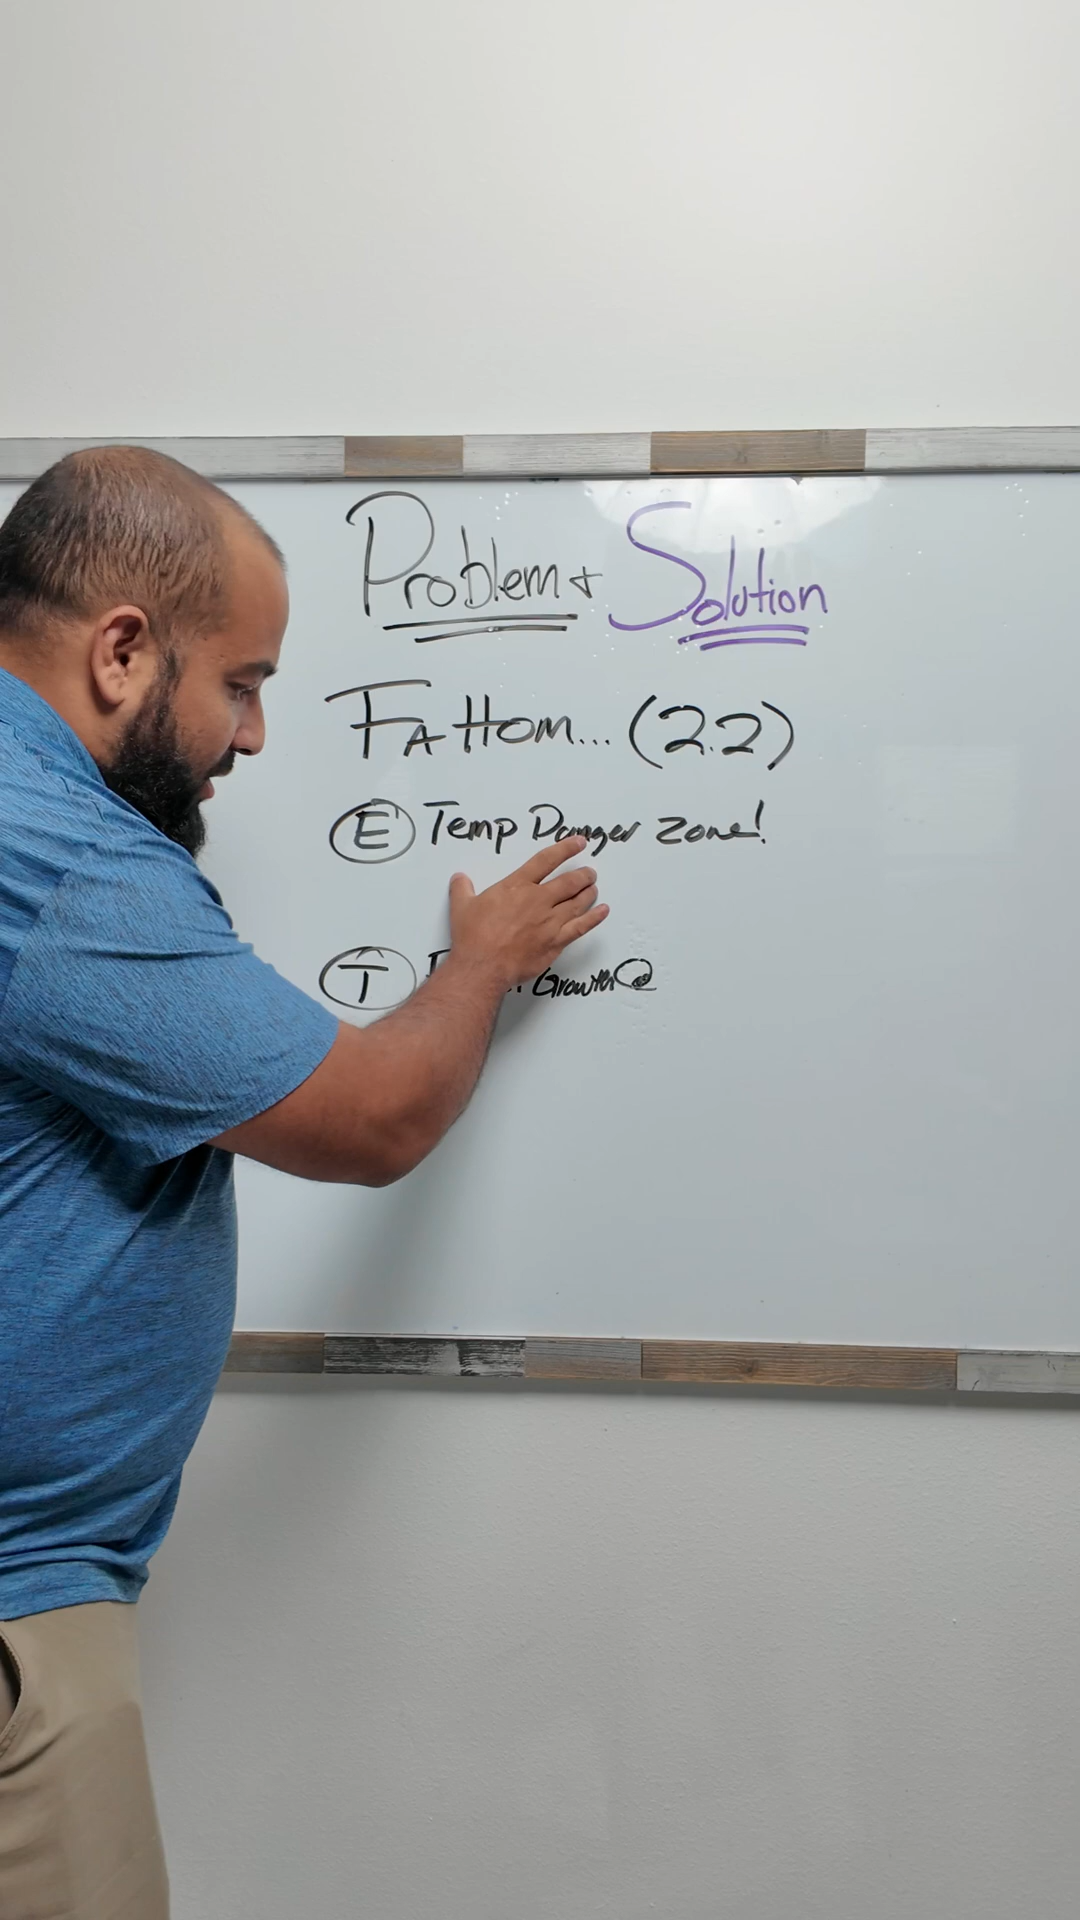 Problem & Solution
FATTom... (2.2)
E Temp Danger Zone!
T Growth @